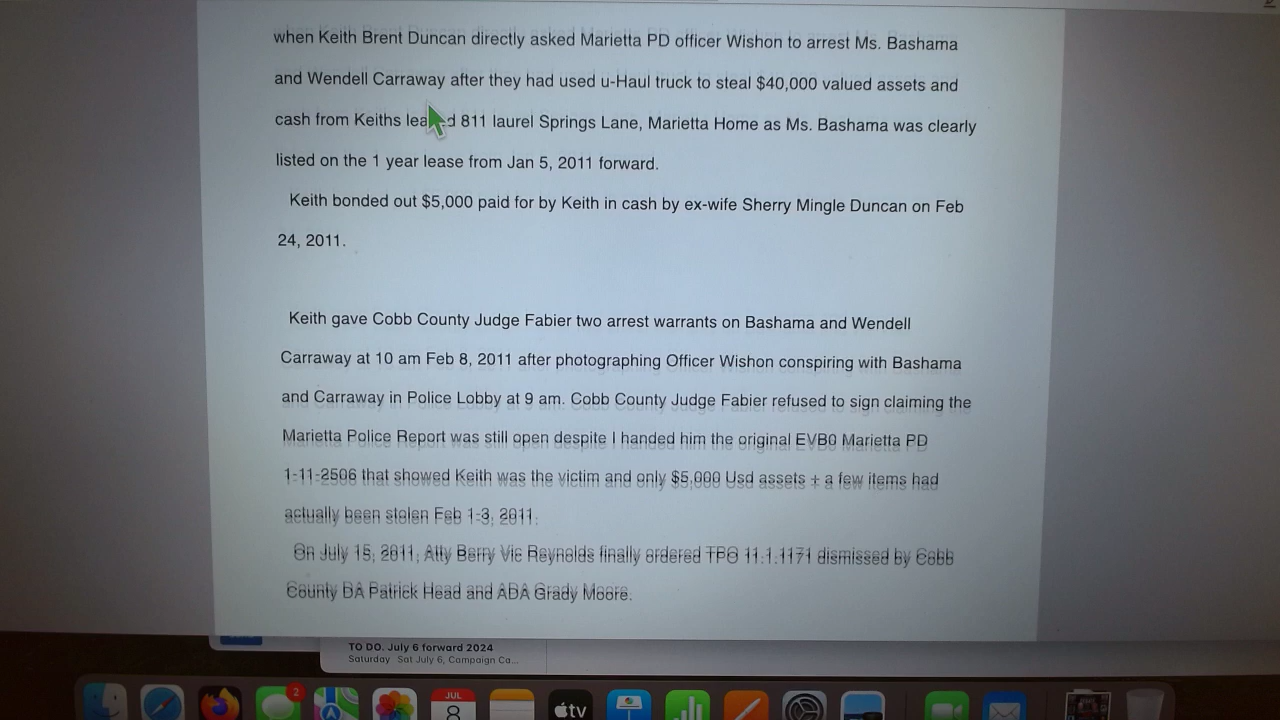 when Keith Brent Duncan directly asked Marietta PD officer Wishon to arrest Ms. Bashama
and Wendell Carraway after they had used u-Haul truck to steal $40,000 valued assets and
cash from Keiths 811 laurel Springs Lane, Marietta Home as Ms. Bashama was clearly
listed on the 1 year lease from Jan 5, 2011 forward.
Keith bonded out $5,000 paid for by Keith in cash by ex-wife Sherry Mingle Duncan on Feb
24, 2011.
Keith gave Cobb County Judge Fabier two arrest warrants on Bashama and Wendell
Carraway at 10 am Feb 8, 2011 after photographing Officer Wishon conspiring with Bashama
and Carraway in Police Lobby at 9 am. Cobb County Judge Fabier refused to sign claiming the
Marietta Police Report was still open despite I handed him the original EVB0 Marietta PD
1-11-2506 that showed Keith was the victim and only $5,000 Usd assets + a few items had
actually been stolen Feb 1-3, 2011.
On July 15, 2011, Atty Berry Vic Reynolds finally ordered TPO 11.1.1171 dismissed by Cobb
County DA Patrick Head and ADA Grady Moore.
TO DO. July 6 forward 2024
Saturday Sat July 6, Campaign Ca...
2
JUL
8
tv